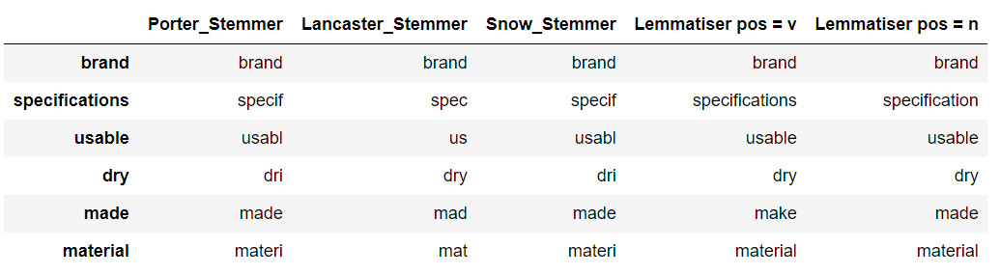 Porter_Stemmer Lancaster_Stemmer Snow_Stemmer Lemmatiser pos = v Lemmatiser pos = n
brand brand brand brand brand brand
specifications specif spec specif specifications specification
usable usabl us usabl usable usable
dry dri dry dri dry dry
made made mad made make made
material materi mat materi material material